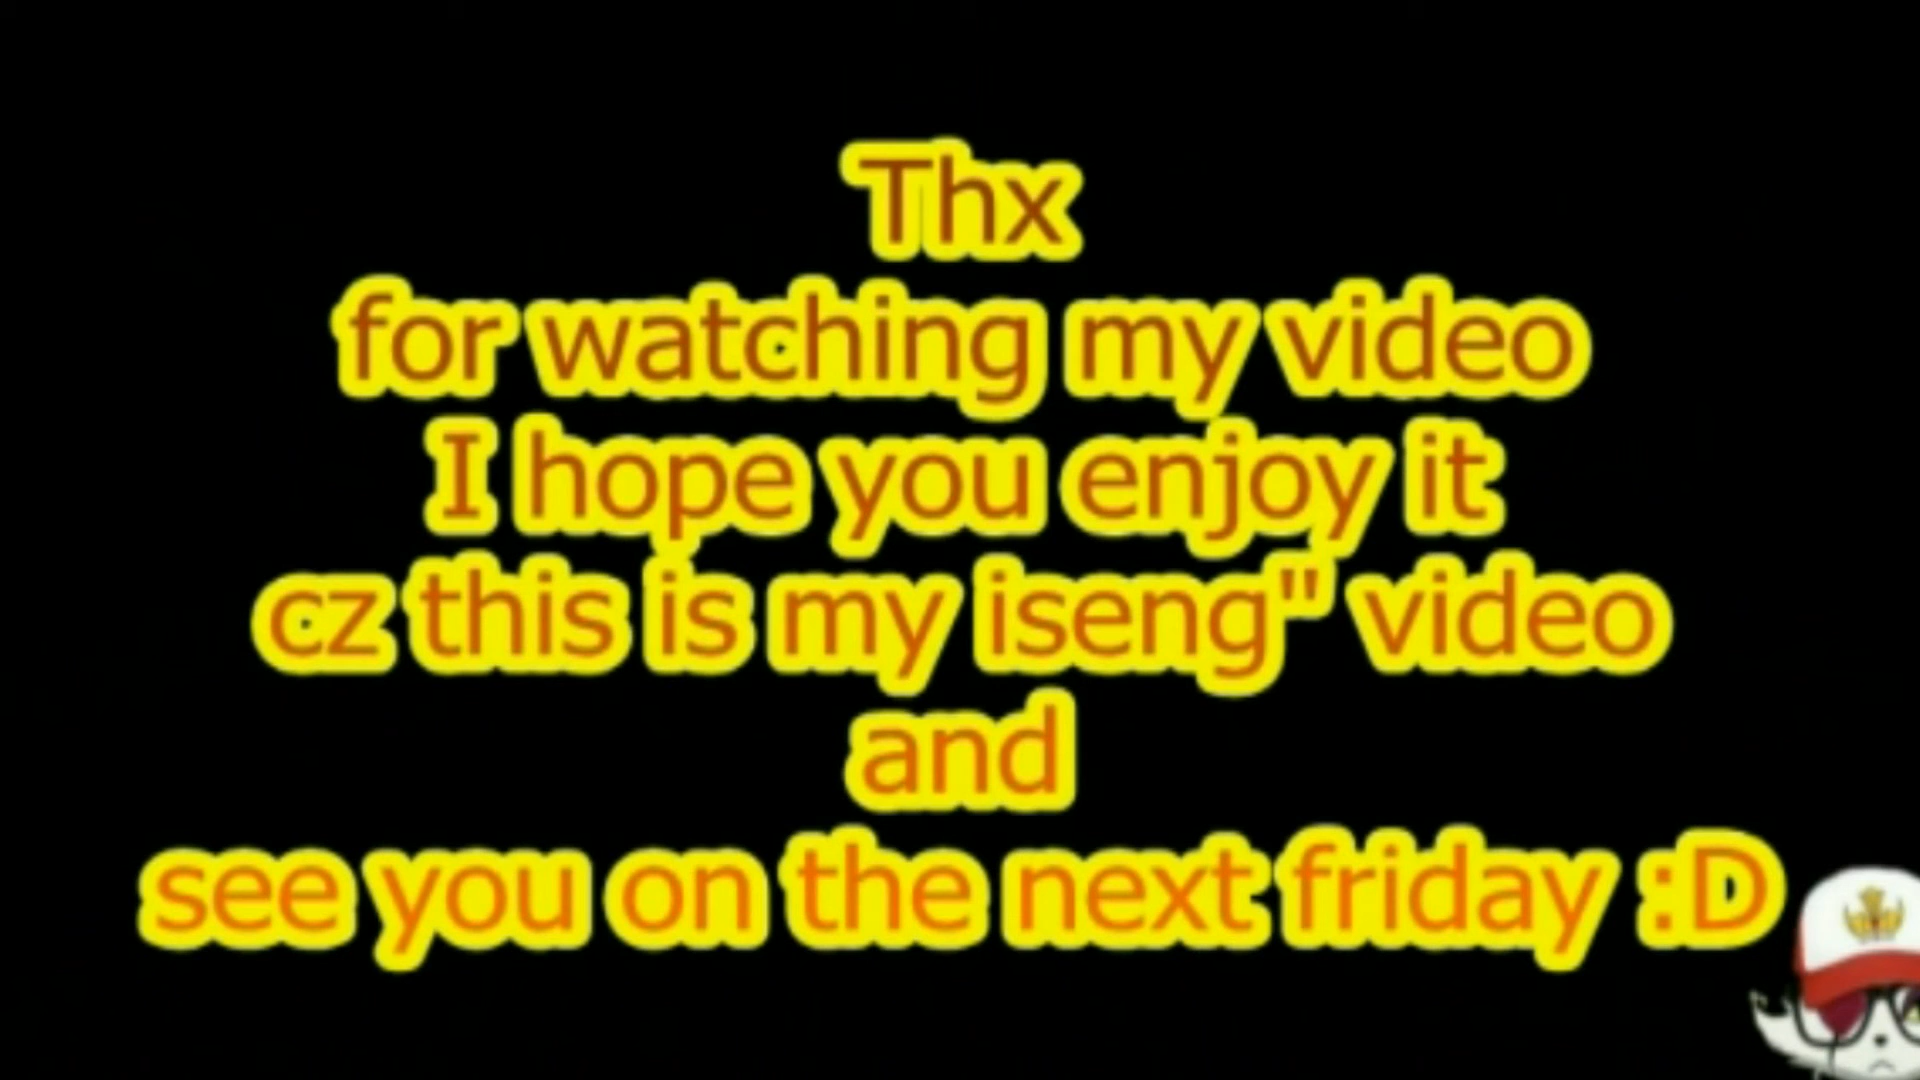 Thx
for watching my video
I hope you enjoy it
cz this is my iseng" video
and
see you on the next friday :D